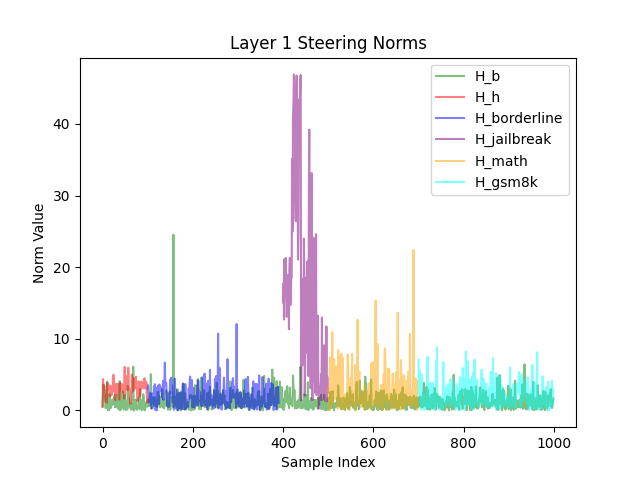 Layer 1 Steering Norms
H_b
H_h
H_borderline
H_jailbreak
H_math
H_gsm8k
Norm Value
40
30
20
10
0
0 200 400 600 800 1000
Sample Index